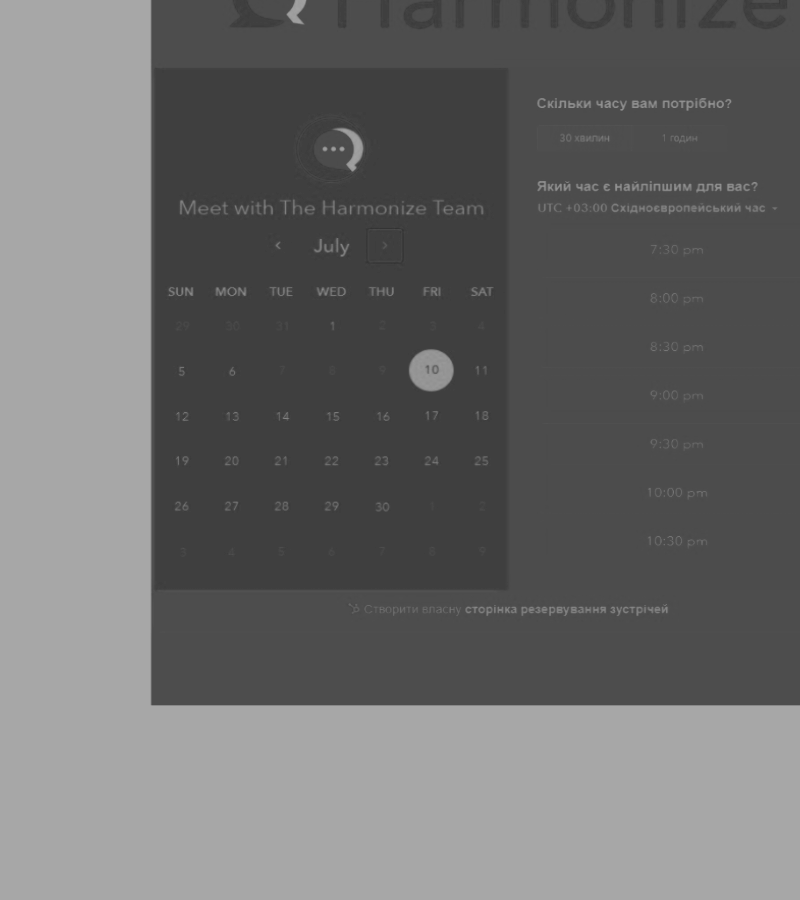 Harmonize
Meet with The Harmonize Team
July
SUN MON TUE WED THU FRI SAT
29 30 31 1 2 3 4
5 6 7 8 9 10 11
12 13 14 15 16 17 18
19 20 21 22 23 24 25
26 27 28 29 30 1 2
3 4 5 6 7 8 9
Скільки часу вам потрібно?
30 хвилин 1 годин
Який час є найліпшим для вас?
UTC +03:00 Східноєвропейський час
7:30 pm
8:00 pm
8:30 pm
9:00 pm
9:30 pm
10:00 pm
10:30 pm
Створити власну сторінка резервування зустрічей